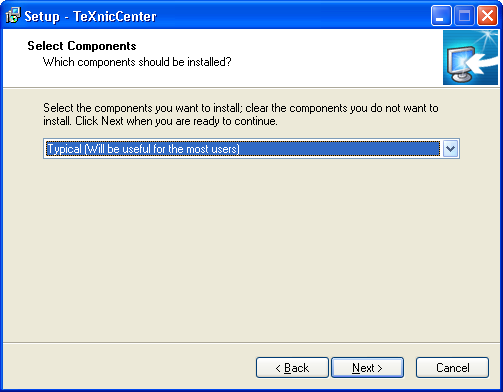 Setup - TeXnicCenter
Select Components
Which components should be installed?
Select the components you want to install; clear the components you do not want to
install. Click Next when you are ready to continue.
Typical (Will be useful for the most users)
< Back
Next >
Cancel